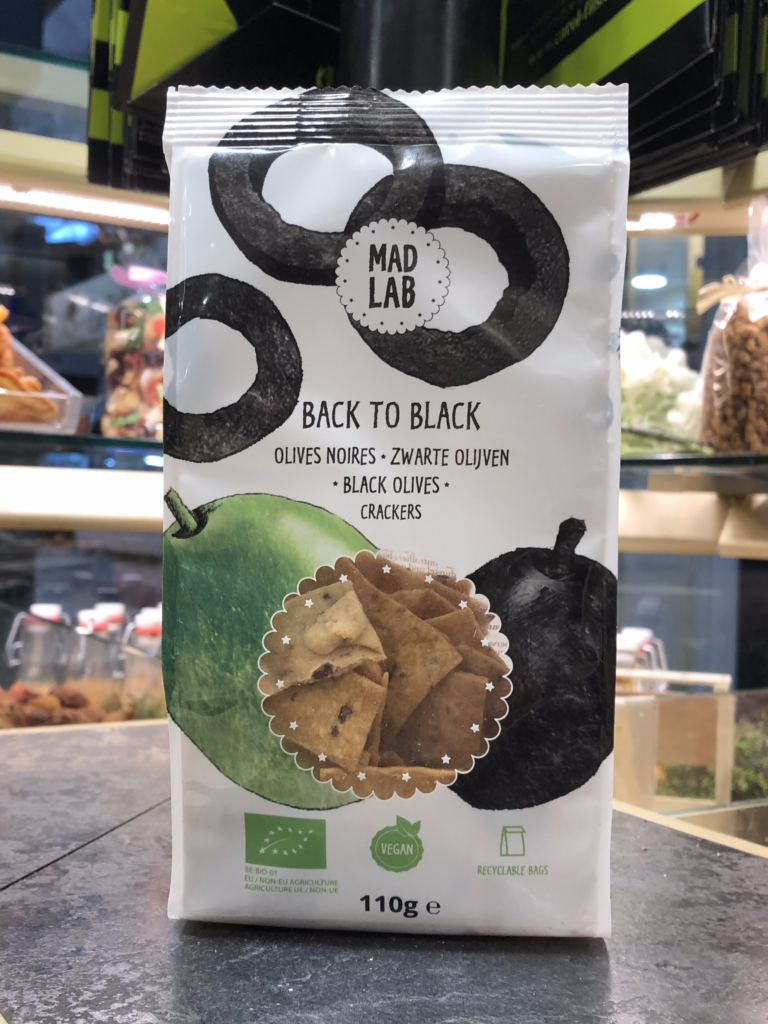 MAD
LAB
BACK TO BLACK
OLIVES NOIRES • ZWARTE OLIJVEN
• BLACK OLIVES •
CRACKERS
VEGAN
BE-BIO-01
EU / NON-EU AGRICULTURE
AGRICULTURE UE / NON-UE
RECYCLABLE BAGS
110g ℮